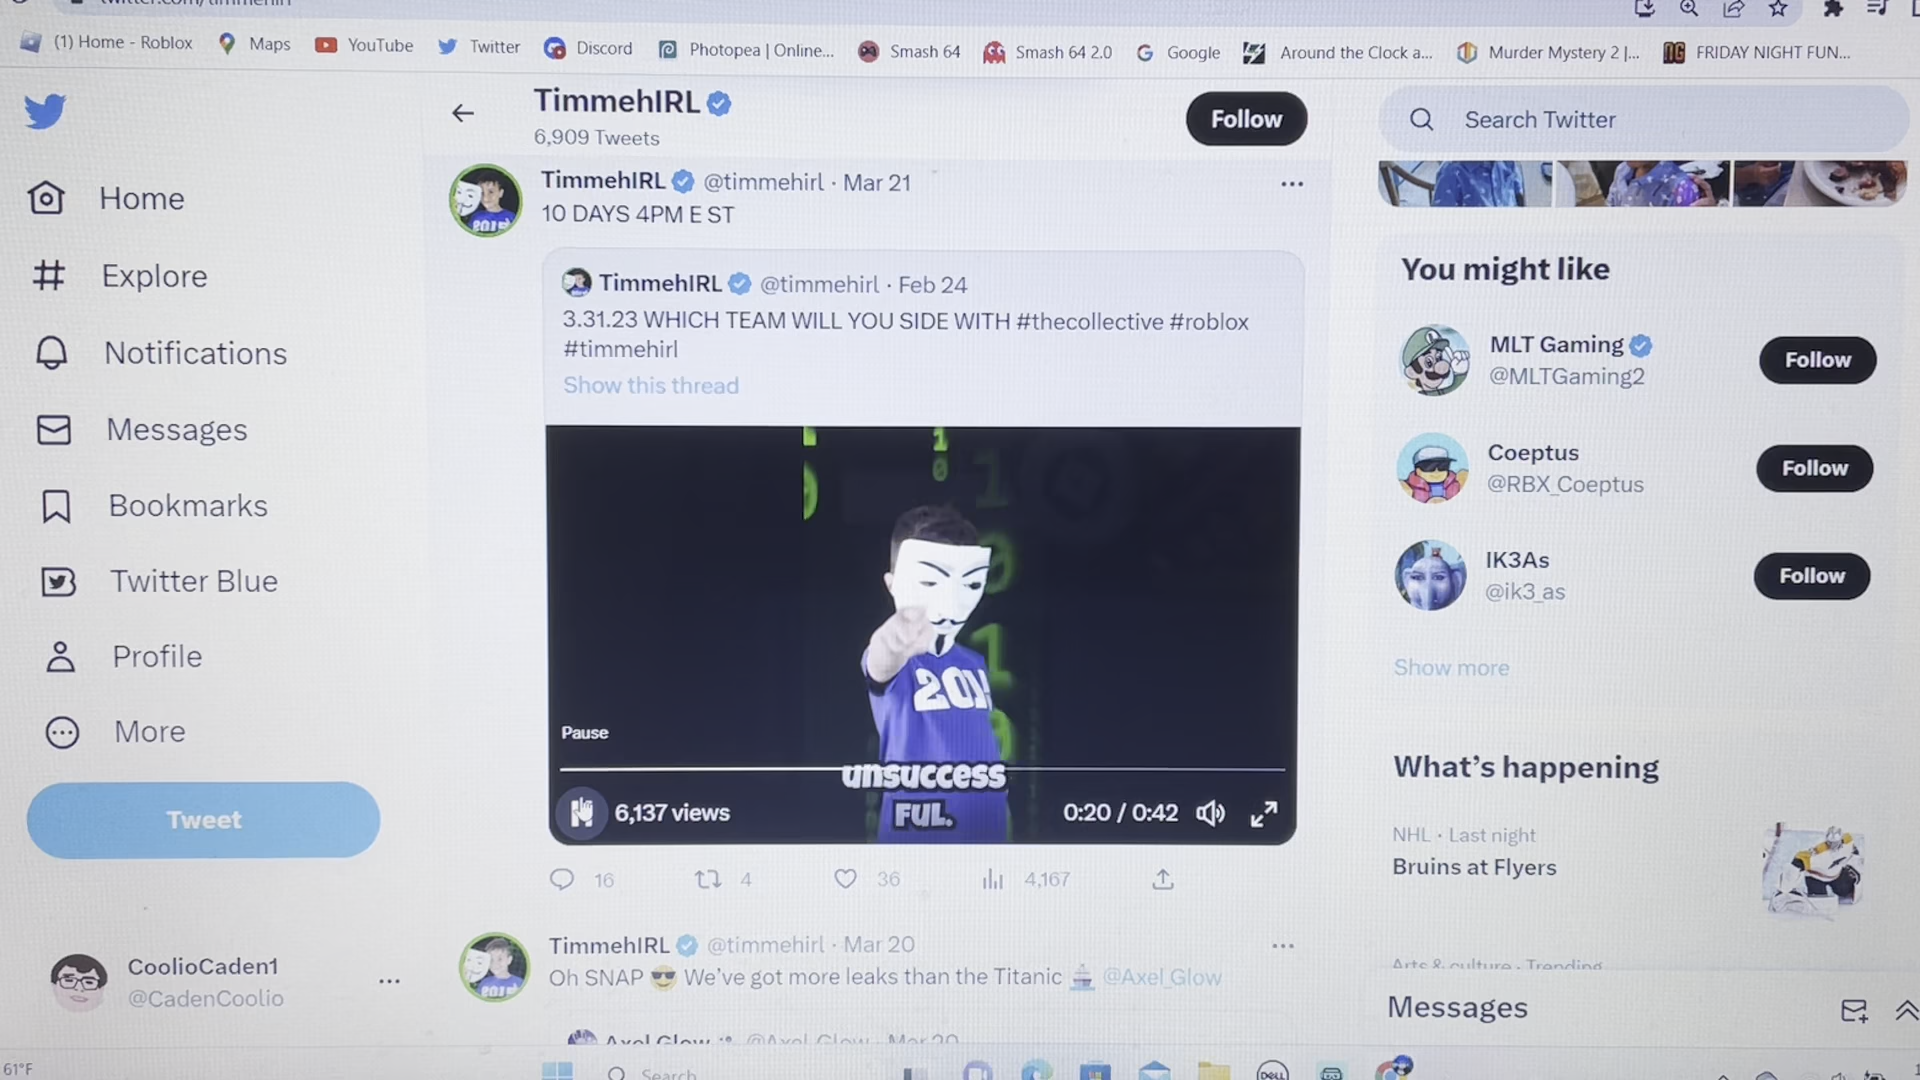 (1) Home - Roblox
Maps
YouTube
Twitter
Discord
Photopea | Online...
Smash 64
Smash 64 2.0
Google
Around the Clock a...
Murder Mystery 2 |...
FRIDAY NIGHT FUN...
TimmehIRL
6,909 Tweets
Follow
Search Twitter
Home
Explore
Notifications
Messages
Bookmarks
Twitter Blue
Profile
More
Tweet
CoolioCaden1
@CadenCoolio
TimmehIRL @timmehirl · Mar 21
10 DAYS 4PM E ST
TimmehIRL @timmehirl · Feb 24
3.31.23 WHICH TEAM WILL YOU SIDE WITH #thecollective #roblox
#timmehirl
Show this thread
201
Pause
unsuccess
FUL.
6,137 views
0:20 / 0:42
16
4
36
4,167
TimmehIRL @timmehirl · Mar 20
Oh SNAP 😎 We've got more leaks than the Titanic 🚢 @Axel_Glow
Axel Glow @Axel_Glow · Mar 20
You might like
MLT Gaming
@MLTGaming2
Follow
Coeptus
@RBX_Coeptus
Follow
IK3As
@ik3_as
Follow
Show more
What's happening
NHL · Last night
Bruins at Flyers
Arts & culture · Trending
Messages
61°F
Search
DELL